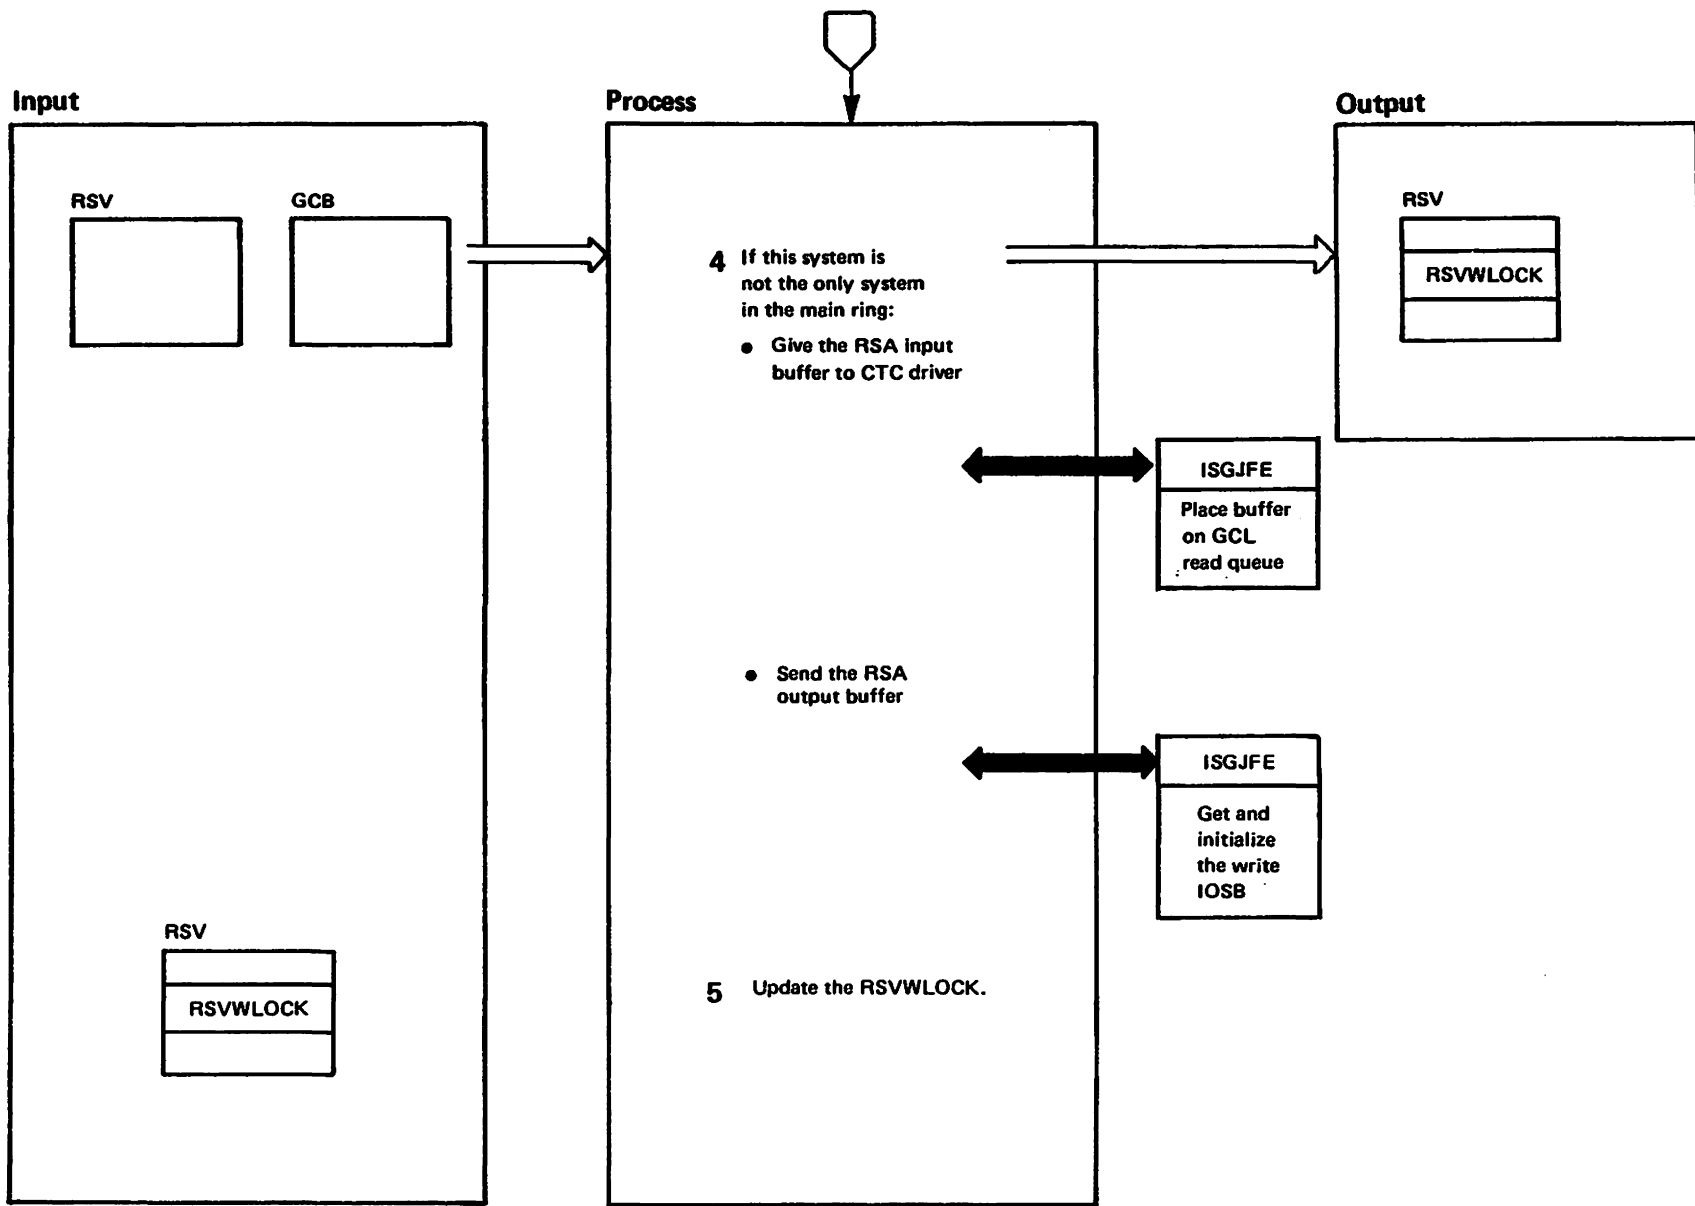 Input
Process
Output
RSV
GCB
RSV
RSVWLOCK
4 If this system is
not the only system
in the main ring:
● Give the RSA input
buffer to CTC driver
ISGJFE
Place buffer
on GCL
read queue
● Send the RSA
output buffer
ISGJFE
Get and
initialize
the write
IOSB
RSV
RSVWLOCK
5 Update the RSVWLOCK.